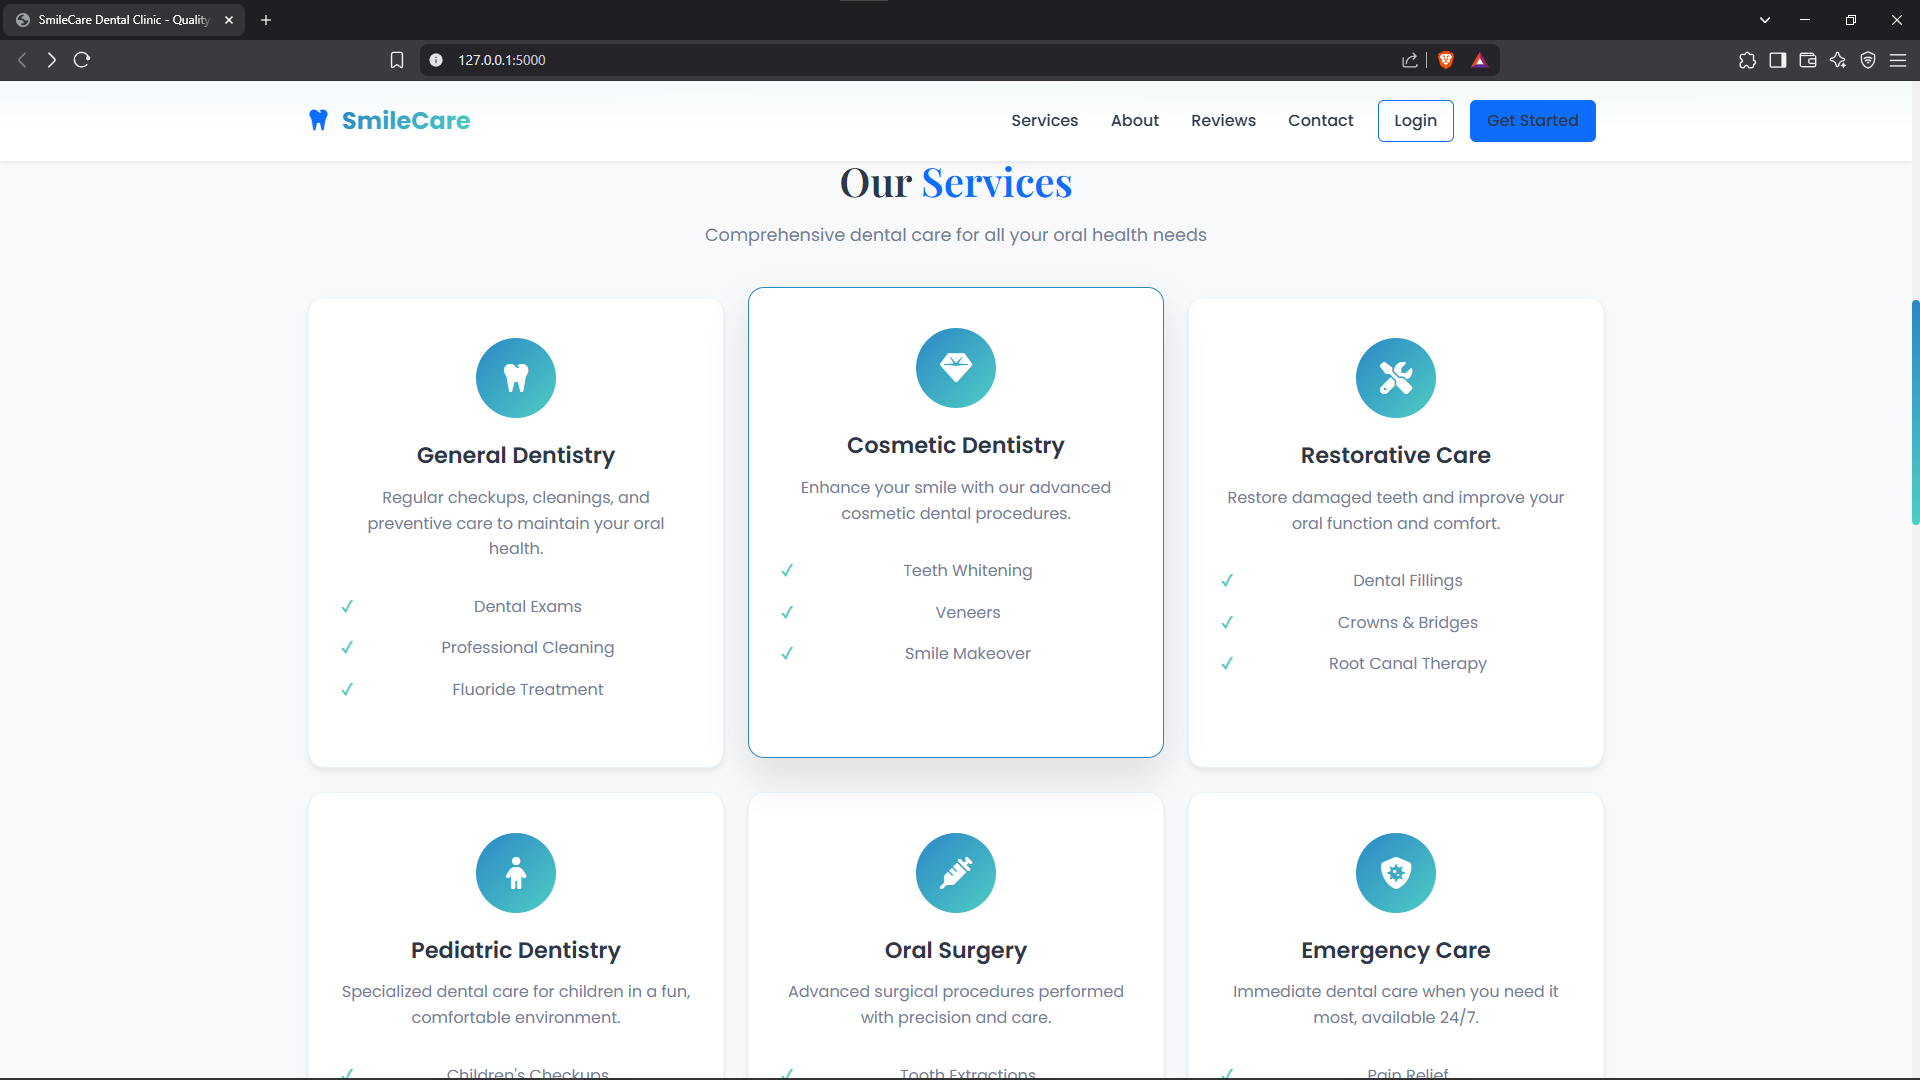 SmileCare Dental Clinic - Quality
127.0.0.1:5000
SmileCare
Services About Reviews Contact Login Get Started
Our Services
Comprehensive dental care for all your oral health needs
General Dentistry
Regular checkups, cleanings, and
preventive care to maintain your oral
health.
✓ Dental Exams
✓ Professional Cleaning
✓ Fluoride Treatment
Cosmetic Dentistry
Enhance your smile with our advanced
cosmetic dental procedures.
✓ Teeth Whitening
✓ Veneers
✓ Smile Makeover
Restorative Care
Restore damaged teeth and improve your
oral function and comfort.
✓ Dental Fillings
✓ Crowns & Bridges
✓ Root Canal Therapy
Pediatric Dentistry
Specialized dental care for children in a fun,
comfortable environment.
✓ Children's Checkups
Oral Surgery
Advanced surgical procedures performed
with precision and care.
✓ Tooth Extractions
Emergency Care
Immediate dental care when you need it
most, available 24/7.
✓ Pain Relief